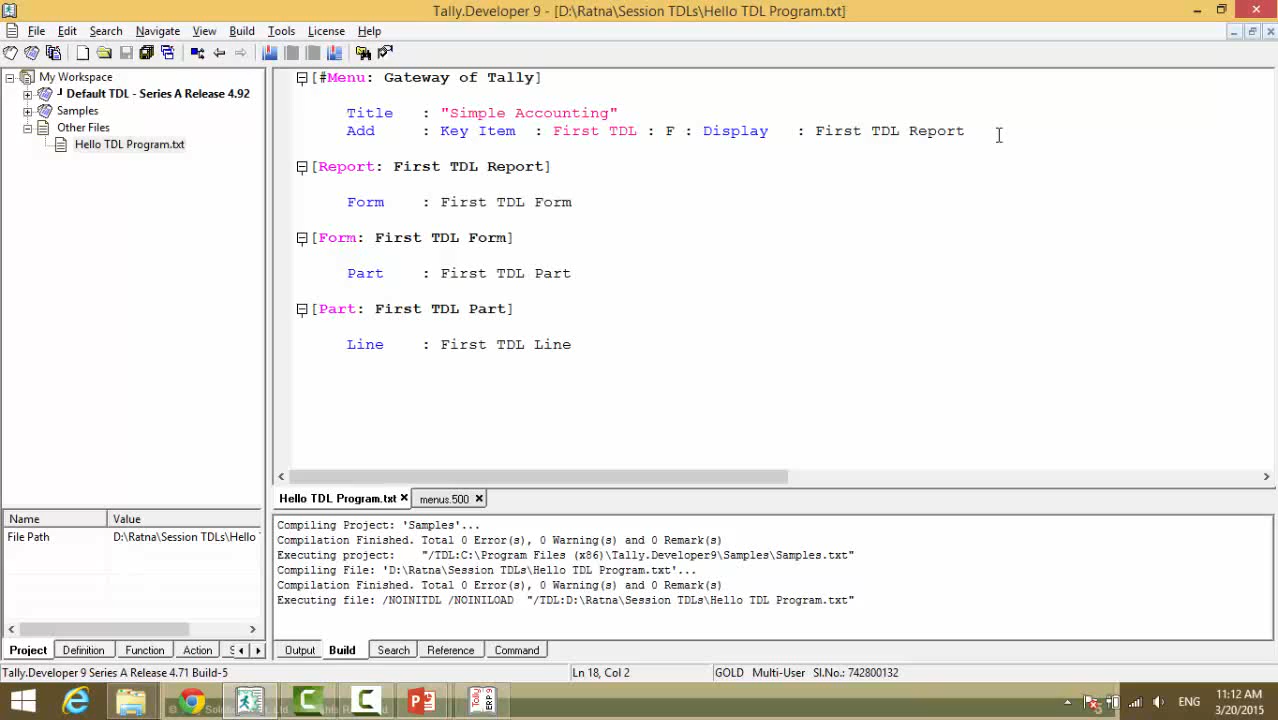 Tally.Developer 9 - [D:\Ratna\Session TDLs\Hello TDL Program.txt]
File Edit Search Navigate View Build Tools License Help
My Workspace
Default TDL - Series A Release 4.92
Samples
Other Files
Hello TDL Program.txt
[#Menu: Gateway of Tally]
Title : "Simple Accounting"
Add : Key Item : First TDL : F : Display : First TDL Report
[Report: First TDL Report]
Form : First TDL Form
[Form: First TDL Form]
Part : First TDL Part
[Part: First TDL Part]
Line : First TDL Line
Hello TDL Program.txt menus.500
Name Value
File Path D:\Ratna\Session TDLs\Hello
Compiling Project: 'Samples'...
Compilation Finished. Total 0 Error(s), 0 Warning(s) and 0 Remark(s)
Executing project: "/TDL:C:\Program Files (x86)\Tally.Developer9\Samples\Samples.txt"
Compiling File: 'D:\Ratna\Session TDLs\Hello TDL Program.txt'...
Compilation Finished. Total 0 Error(s), 0 Warning(s) and 0 Remark(s)
Executing file: /NOINITDL /NOINILOAD "/TDL:D:\Ratna\Session TDLs\Hello TDL Program.txt"
Project Definition Function Action S
Output Build Search Reference Command
Tally.Developer 9 Series A Release 4.71 Build-5
Ln 18, Col 2
GOLD Multi-User Sl.No.: 742800132
ENG
11:12 AM
3/20/2015